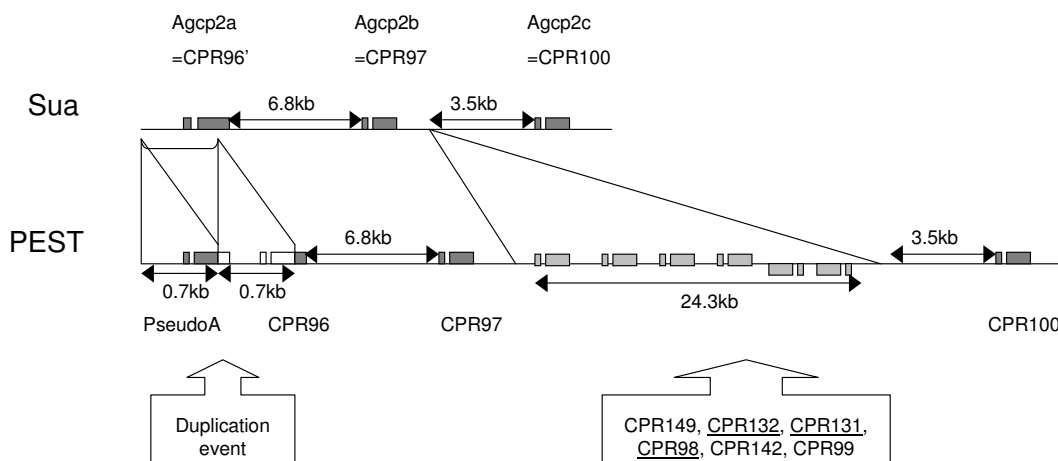 Agcp2a
=CPR96'
Agcp2b
=CPR97
Agcp2c
=CPR100
Sua
6.8kb
3.5kb
PEST
6.8kb
3.5kb
0.7kb
0.7kb
24.3kb
PseudoA
CPR96
CPR97
CPR100
Duplication
event
CPR149, CPR132, CPR131,
CPR98, CPR142, CPR99